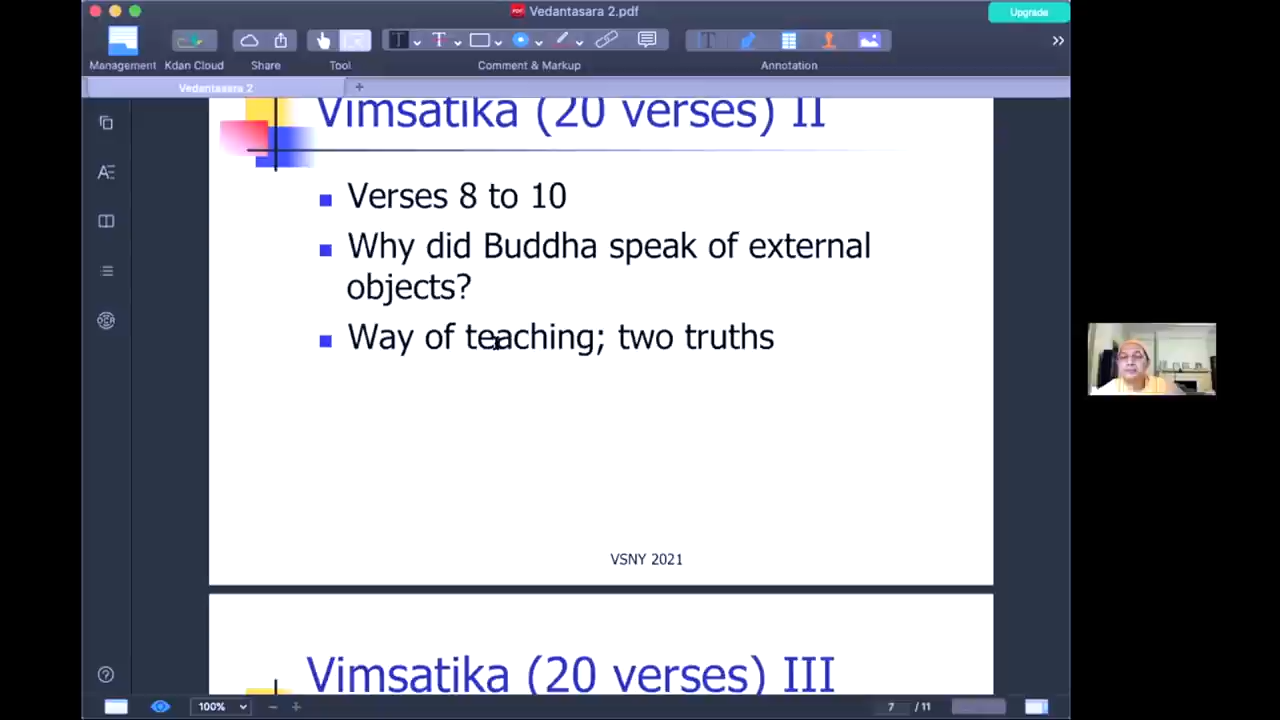 Vedantasara 2.pdf
Upgrade
Management
Kdan Cloud
Share
Tool
Comment & Markup
Annotation
Vedantasara 2
Vimsatika (20 verses) II
Verses 8 to 10
Why did Buddha speak of external
objects?
Way of teaching; two truths
VSNY 2021
Vimsatika (20 verses) III
100%
7 / 11